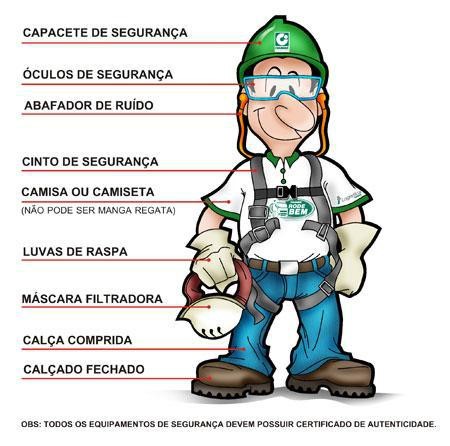 CAPACETE DE SEGURANÇA
ÓCULOS DE SEGURANÇA
ABAFADOR DE RUÍDO
CINTO DE SEGURANÇA
CAMISA OU CAMISETA
(NÃO PODE SER MANGA REGATA)
RODE
BEM
LUVAS DE RASPA
MÁSCARA FILTRADORA
CALÇA COMPRIDA
CALÇADO FECHADO
OBS: TODOS OS EQUIPAMENTOS DE SEGURANÇA DEVEM POSSUIR CERTIFICADO DE AUTENTICIDADE.